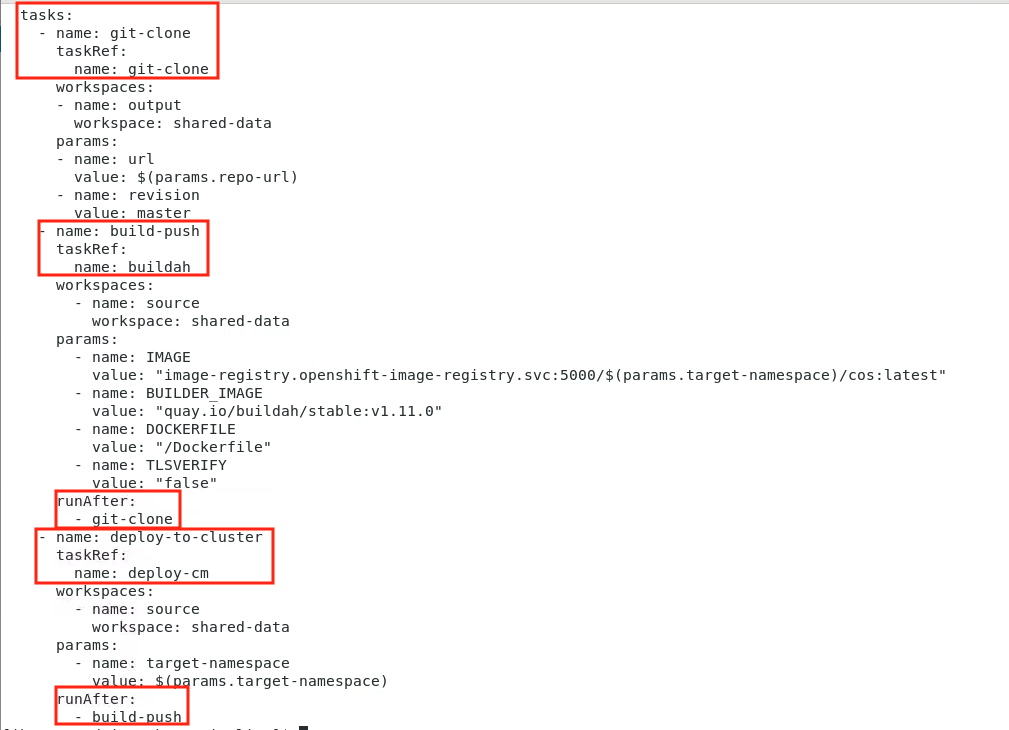 tasks:
  - name: git-clone
    taskRef:
      name: git-clone
    workspaces:
    - name: output
      workspace: shared-data
    params:
    - name: url
      value: $(params.repo-url)
    - name: revision
      value: master
  - name: build-push
    taskRef:
      name: buildah
    workspaces:
      - name: source
        workspace: shared-data
    params:
      - name: IMAGE
        value: "image-registry.openshift-image-registry.svc:5000/$(params.target-namespace)/cos:latest"
      - name: BUILDER_IMAGE
        value: "quay.io/buildah/stable:v1.11.0"
      - name: DOCKERFILE
        value: "/Dockerfile"
      - name: TLSVERIFY
        value: "false"
    runAfter:
      - git-clone
  - name: deploy-to-cluster
    taskRef:
      name: deploy-cm
    workspaces:
      - name: source
        workspace: shared-data
    params:
      - name: target-namespace
        value: $(params.target-namespace)
    runAfter:
      - build-push